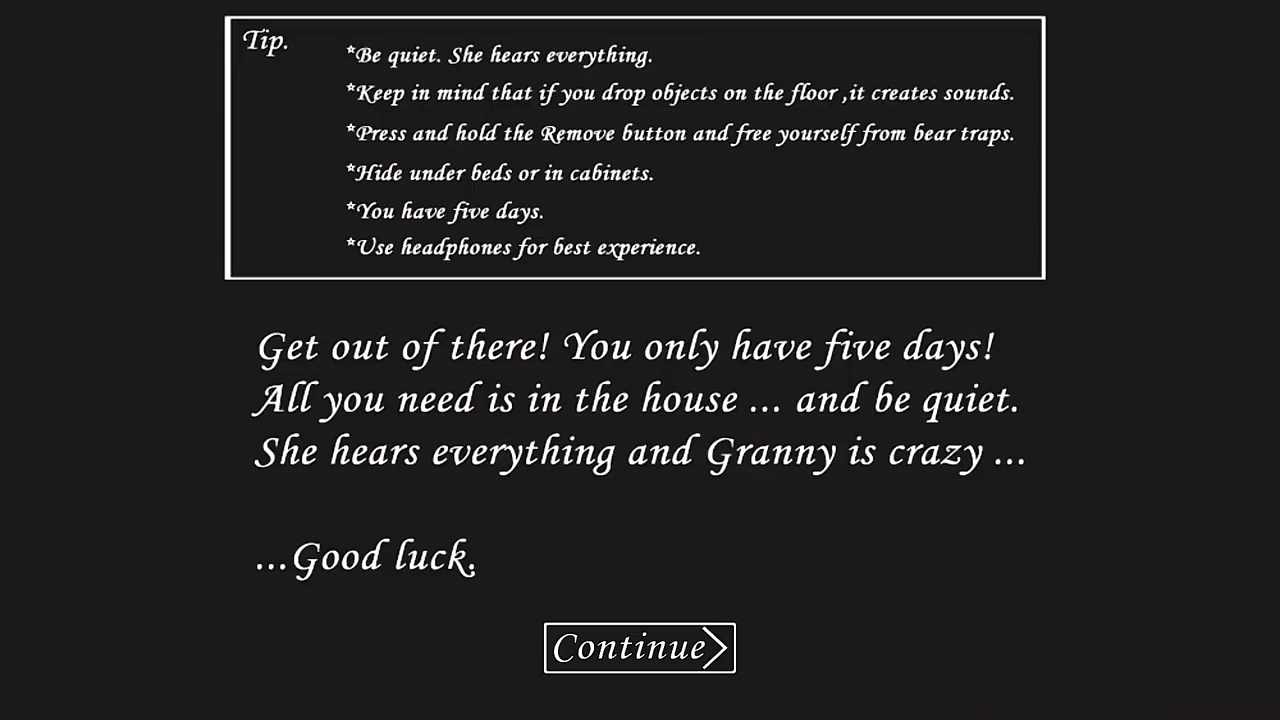 Tip.
*Be quiet. She hears everything.
*Keep in mind that if you drop objects on the floor ,it creates sounds.
*Press and hold the Remove button and free yourself from bear traps.
*Hide under beds or in cabinets.
*You have five days.
*Use headphones for best experience.
Get out of there! You only have five days!
All you need is in the house ... and be quiet.
She hears everything and Granny is crazy ...
...Good luck.
Continue>